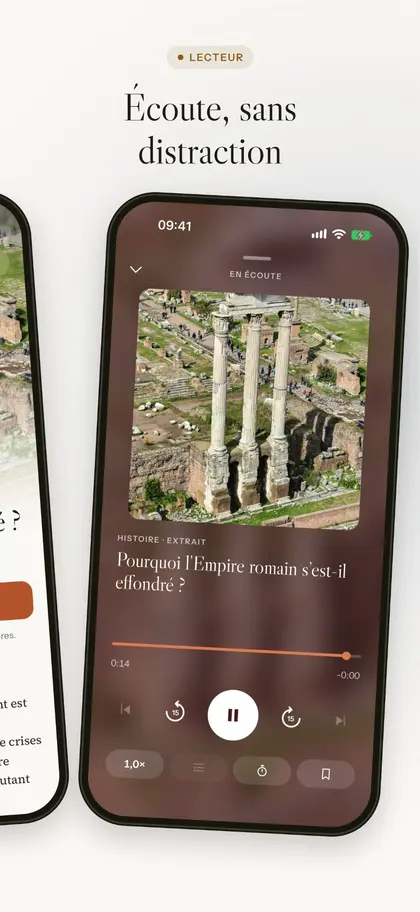 LECTEUR
Écoute, sans
distraction
09:41
EN ÉCOUTE
HISTOIRE · EXTRAIT
Pourquoi l'Empire romain s'est-il
effondré ?
0:14
-0:00
15
15
1,0×
é ?
res.
nt est
e crises
re
utant